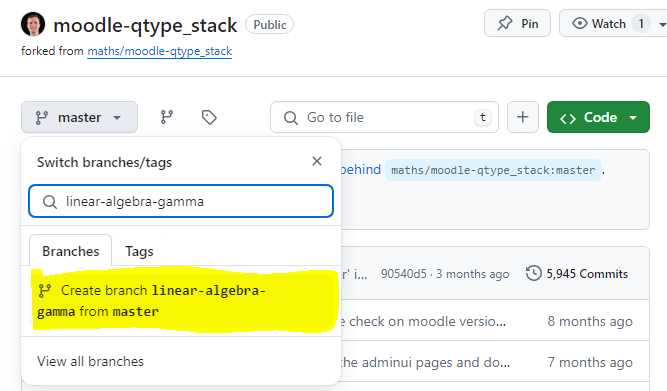 moodle-qtype_stack Public
Pin
Watch 1
forked from maths/moodle-qtype_stack
master
Go to file t
Code
Switch branches/tags
behind maths/moodle-qtype_stack:master.
linear-algebra-gamma
Branches Tags
Create branch linear-algebra-
gamma from master
' i... 90540d5 · 3 months ago 5,945 Commits
check on moodle versio... 8 months ago
View all branches
the adminui pages and do... 7 months ago